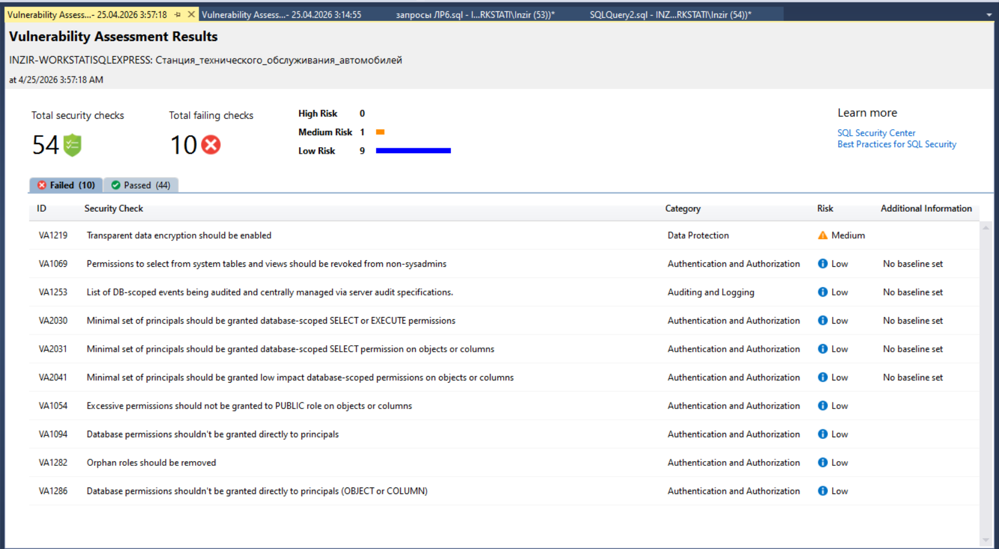 Vulnerability Assess...- 25.04.2026 3:57:18
Vulnerability Assess...- 25.04.2026 3:14:55
запросы ЛР6.sql - I...RKSTATI\Inzir (53))*
SQLQuery2.sql - INZ...RKSTATI\Inzir (54))*
Vulnerability Assessment Results
INZIR-WORKSTATISQLEXPRESS: Станция_технического_обслуживания_автомобилей
at 4/25/2026 3:57:18 AM
Total security checks
54
Total failing checks
10
High Risk 0
Medium Risk 1
Low Risk 9
Learn more
SQL Security Center
Best Practices for SQL Security
Failed (10) Passed (44)
ID Security Check Category Risk Additional Information
VA1219 Transparent data encryption should be enabled Data Protection Medium
VA1069 Permissions to select from system tables and views should be revoked from non-sysadmins Authentication and Authorization Low No baseline set
VA1253 List of DB-scoped events being audited and centrally managed via server audit specifications. Auditing and Logging Low No baseline set
VA2030 Minimal set of principals should be granted database-scoped SELECT or EXECUTE permissions Authentication and Authorization Low No baseline set
VA2031 Minimal set of principals should be granted database-scoped SELECT permission on objects or columns Authentication and Authorization Low No baseline set
VA2041 Minimal set of principals should be granted low impact database-scoped permissions on objects or columns Authentication and Authorization Low No baseline set
VA1054 Excessive permissions should not be granted to PUBLIC role on objects or columns Authentication and Authorization Low
VA1094 Database permissions shouldn't be granted directly to principals Authentication and Authorization Low
VA1282 Orphan roles should be removed Authentication and Authorization Low
VA1286 Database permissions shouldn't be granted directly to principals (OBJECT or COLUMN) Authentication and Authorization Low